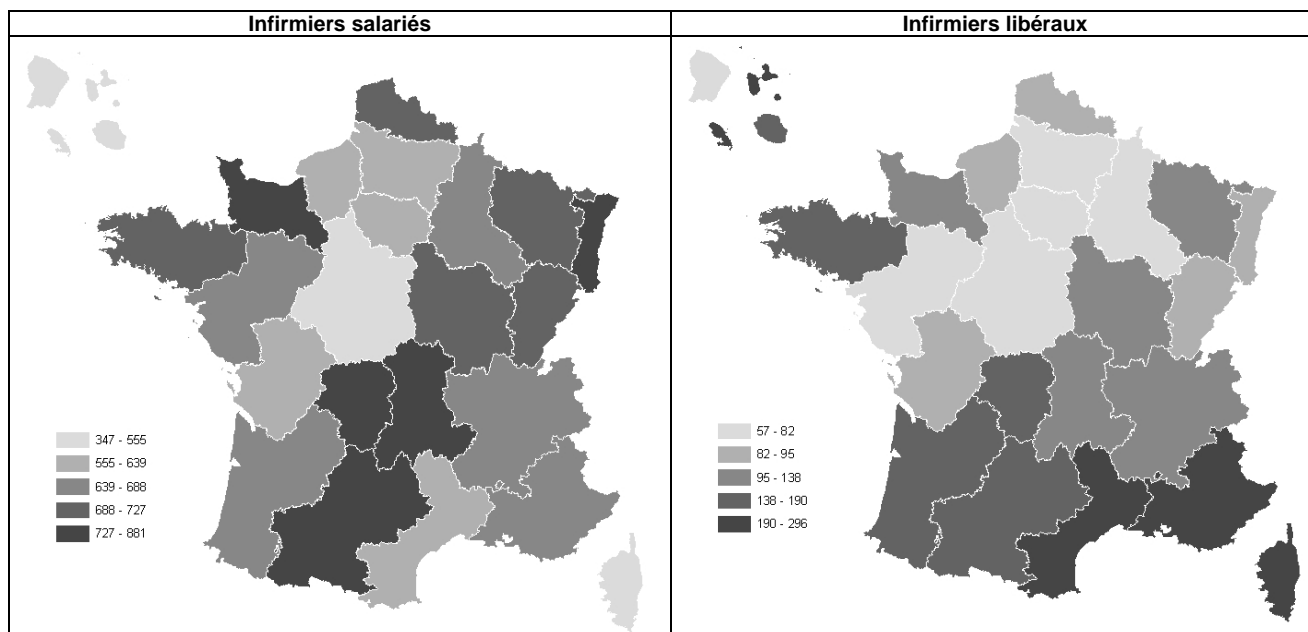 Infirmiers salariés
Infirmiers libéraux
347 - 555
555 - 639
639 - 688
688 - 727
727 - 881
57 - 82
82 - 95
95 - 138
138 - 190
190 - 296